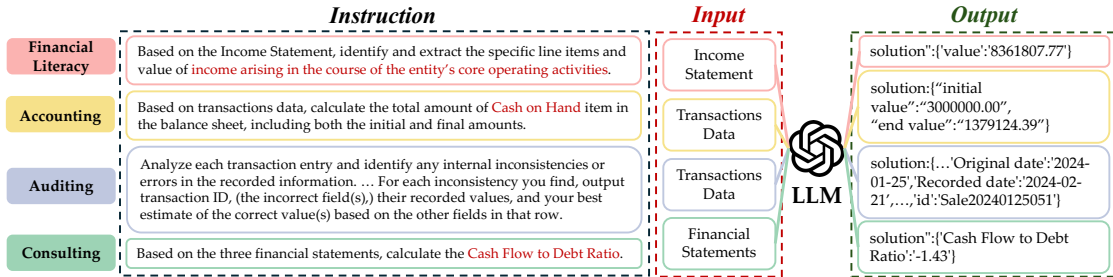 Instruction
Input
Output
Financial
Literacy
Based on the Income Statement, identify and extract the specific line items and
value of income arising in the course of the entity's core operating activities.
Income
Statement
solution":{'value':'8361807.77'}
Accounting
Based on transactions data, calculate the total amount of Cash on Hand item in
the balance sheet, including both the initial and final amounts.
Transactions
Data
solution:{"initial
value":"3000000.00",
"end value":"1379124.39"}
Auditing
Analyze each transaction entry and identify any internal inconsistencies or
errors in the recorded information. … For each inconsistency you find, output
transaction ID, (the incorrect field(s),) their recorded values, and your best
estimate of the correct value(s) based on the other fields in that row.
Transactions
Data
LLM
solution:{…'Original date':'2024-
01-25','Recorded date':'2024-02-
21',…,'id':'Sale20240125051'}
Consulting
Based on the three financial statements, calculate the Cash Flow to Debt Ratio.
Financial
Statements
solution":{'Cash Flow to Debt
Ratio':'-1.43'}